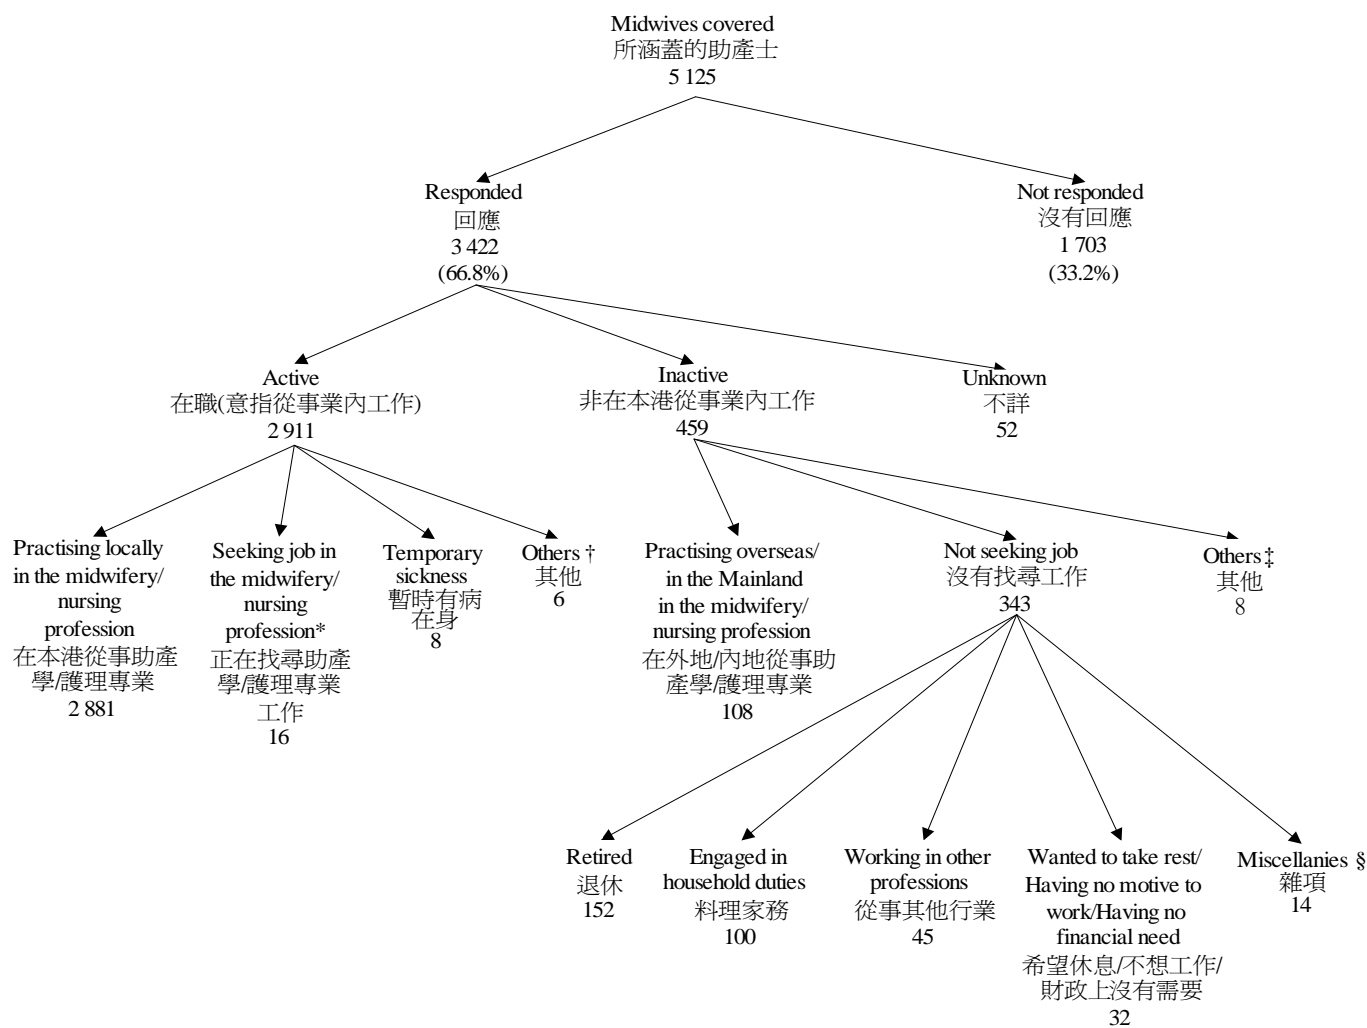 Midwives covered
所涵蓋的助產士
5 125
Responded
回應
3 422
(66.8%)
Not responded
沒有回應
1 703
(33.2%)
Active
在職(意指從事業內工作)
2 911
Inactive
非在本港從事業內工作
459
Unknown
不詳
52
Practising locally
in the midwifery/
nursing
profession
在本港從事助產
學/護理專業
2 881
Seeking job in
the midwifery/
nursing
profession*
正在找尋助產
學/護理專業
工作
16
Temporary
sickness
暫時有病
在身
8
Others †
其他
6
Practising overseas/
in the Mainland
in the midwifery/
nursing profession
在外地/內地從事助
產學/護理專業
108
Not seeking job
沒有找尋工作
343
Others ‡
其他
8
Retired
退休
152
Engaged in
household duties
料理家務
100
Working in other
professions
從事其他行業
45
Wanted to take rest/
Having no motive to
work/Having no
financial need
希望休息/不想工作/
財政上沒有需要
32
Miscellanies §
雜項
14